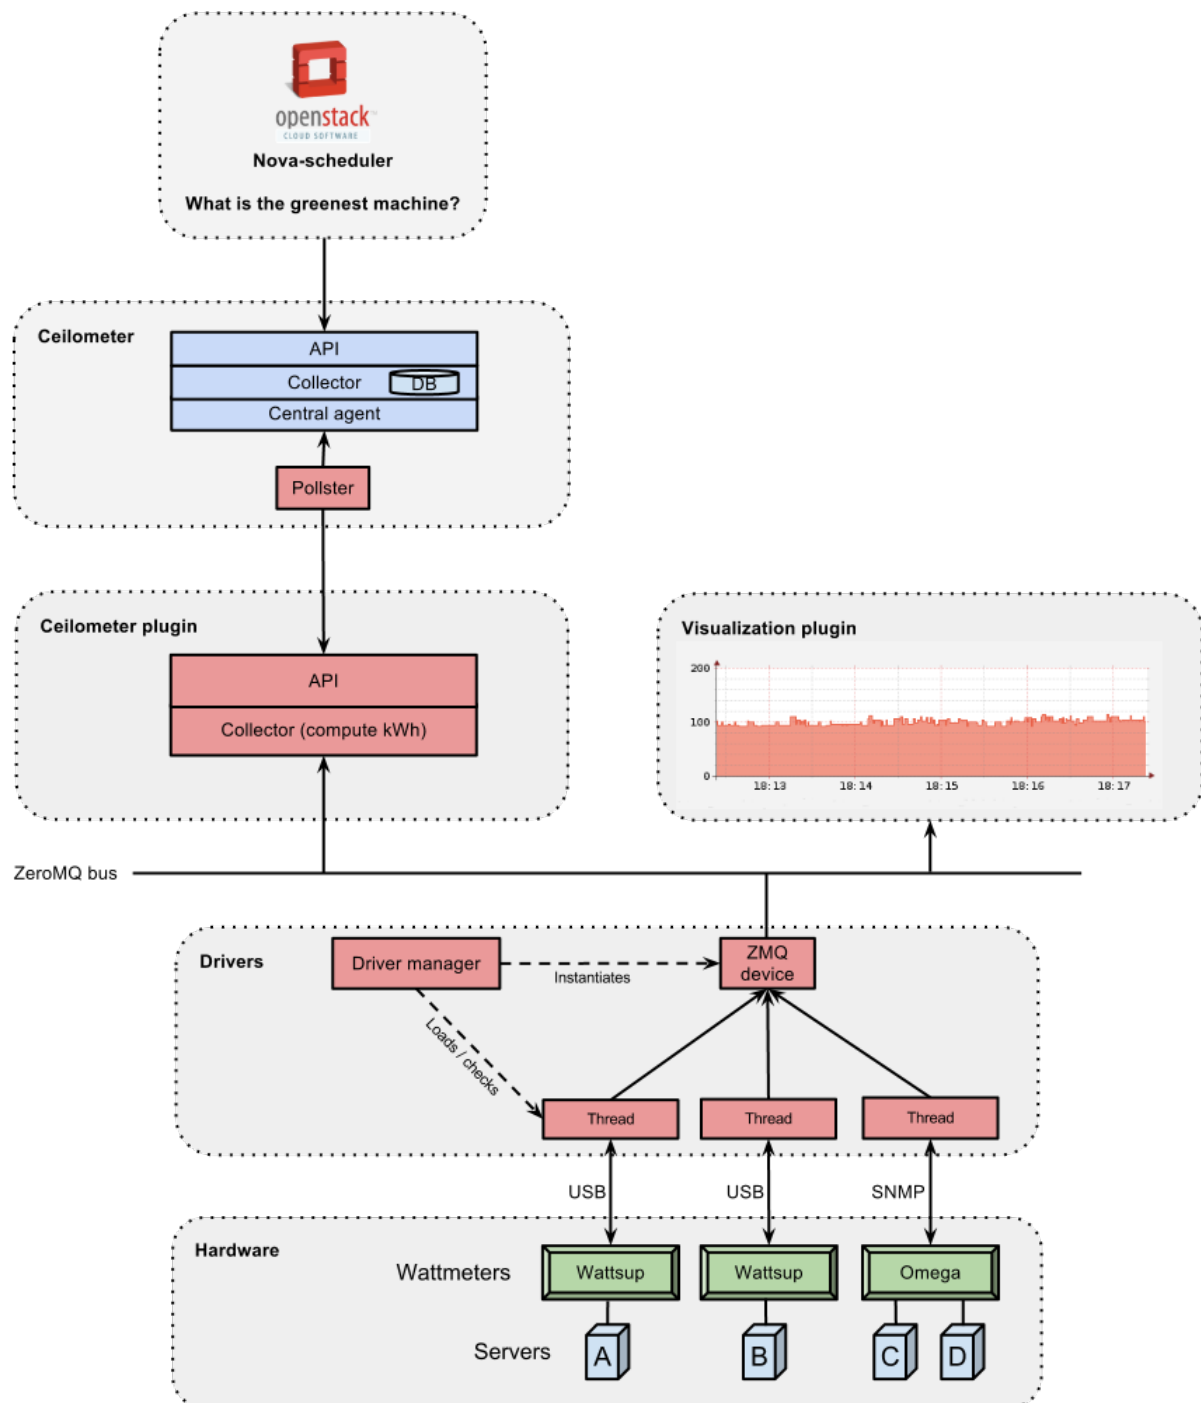 openstack™
CLOUD SOFTWARE
Nova-scheduler
What is the greenest machine?
Ceilometer
API
Collector
DB
Central agent
Pollster
Ceilometer plugin
API
Collector (compute kWh)
Visualization plugin
200
100
0
18:13 18:14 18:15 18:16 18:17
ZeroMQ bus
Drivers
Driver manager
Instantiates
ZMQ
device
Loads / checks
Thread Thread Thread
USB USB SNMP
Hardware
Wattmeters
Wattsup Wattsup Omega
Servers
A B C D